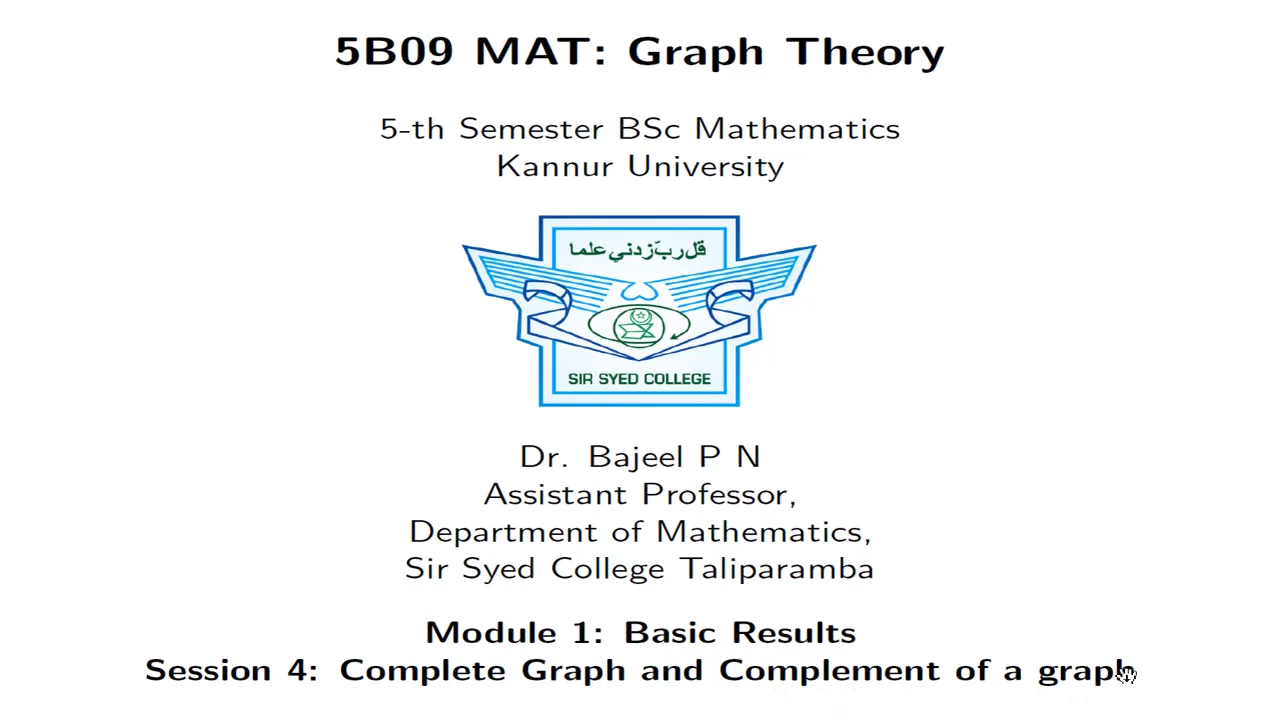 5B09 MAT: Graph Theory
5-th Semester BSc Mathematics
Kannur University
قل ربّ زدني علما
SIR SYED COLLEGE
Dr. Bajeel P N
Assistant Professor,
Department of Mathematics,
Sir Syed College Taliparamba
Module 1: Basic Results
Session 4: Complete Graph and Complement of a graph